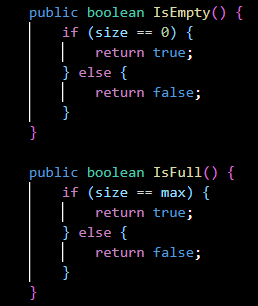 public boolean IsEmpty() {
    if (size == 0) {
        return true;
    } else {
        return false;
    }
}
public boolean IsFull() {
    if (size == max) {
        return true;
    } else {
        return false;
    }
}